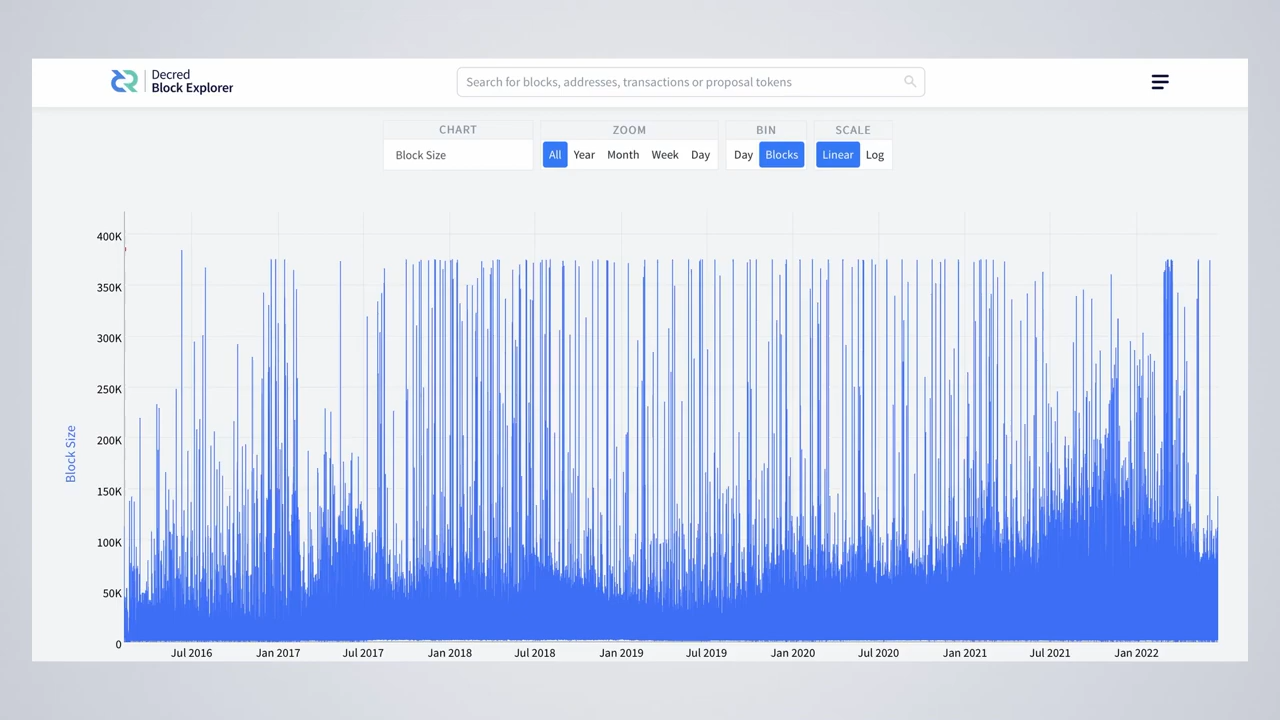 Decred
Block Explorer
Search for blocks, addresses, transactions or proposal tokens
CHART
Block Size
ZOOM
All Year Month Week Day
BIN
Day Blocks
SCALE
Linear Log
Block Size
400K
350K
300K
250K
200K
150K
100K
50K
0
Jul 2016 Jan 2017 Jul 2017 Jan 2018 Jul 2018 Jan 2019 Jul 2019 Jan 2020 Jul 2020 Jan 2021 Jul 2021 Jan 2022